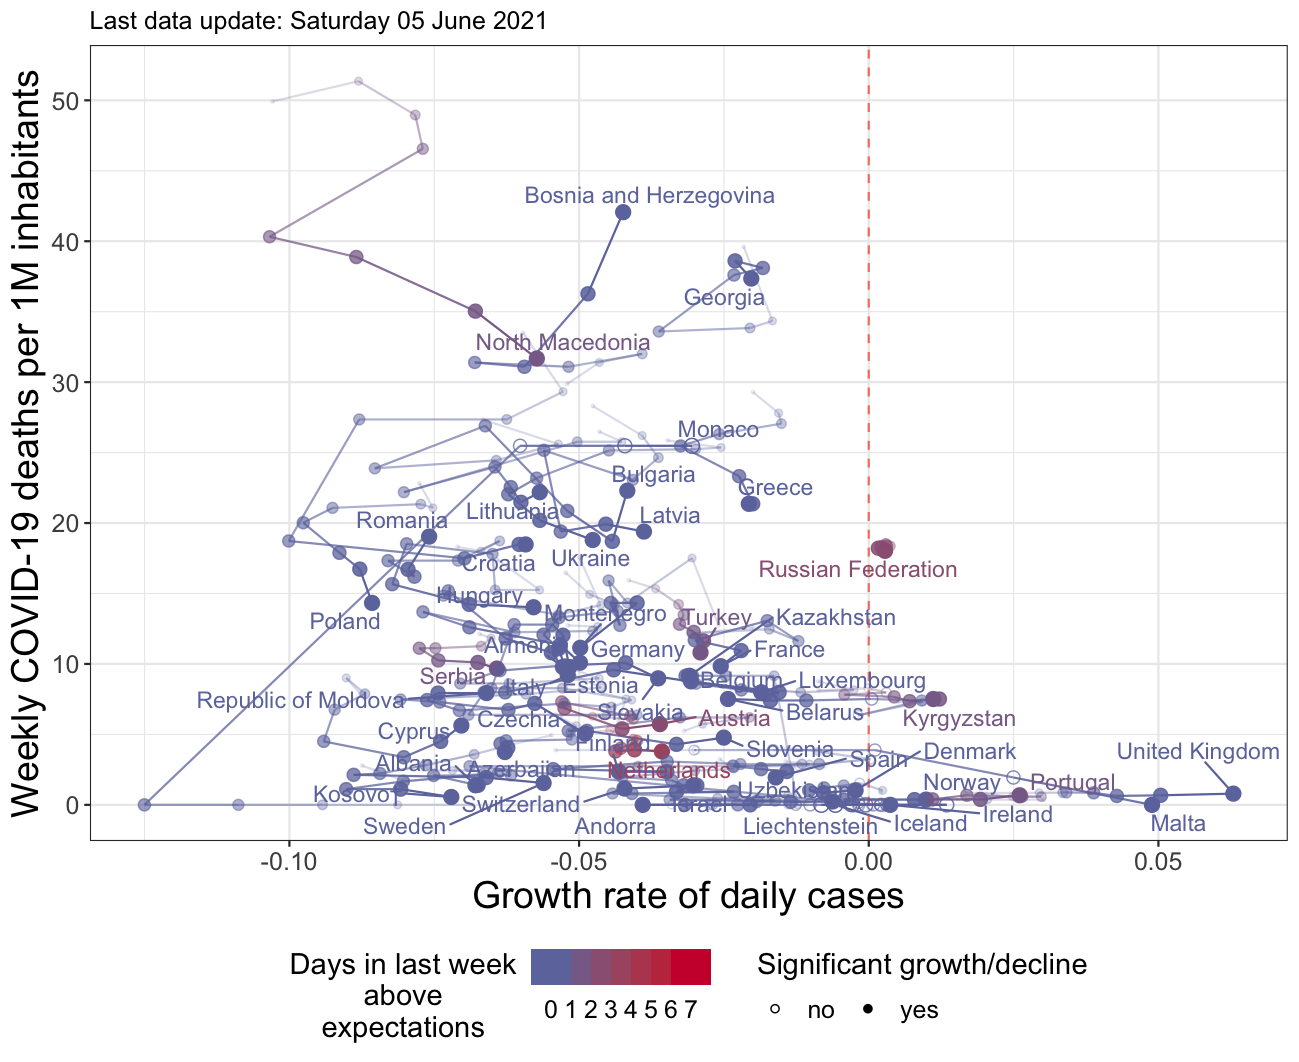 Last data update: Saturday 05 June 2021
Weekly COVID-19 deaths per 1M inhabitants
50
40
30
20
10
0
Bosnia and Herzegovina
Georgia
North Macedonia
Monaco
Bulgaria
Greece
Lithuania
Latvia
Romania
Ukraine
Croatia
Russian Federation
Hungary
Poland
Montenegro
Turkey
Kazakhstan
Armenia
Germany
France
Serbia
Estonia
Belgium
Luxembourg
Italy
Republic of Moldova
Slovakia
Belarus
Czechia
Austria
Kyrgyzstan
Cyprus
Finland
Slovenia
Denmark
United Kingdom
Spain
Albania
Azerbaijan
Netherlands
Norway
Portugal
Kosovo
Switzerland
Israel
Uzbekistan
Ireland
Sweden
Andorra
Liechtenstein
Iceland
Malta
-0.10
-0.05
0.00
0.05
Growth rate of daily cases
Days in last week
above
expectations
0 1 2 3 4 5 6 7
Significant growth/decline
no
yes